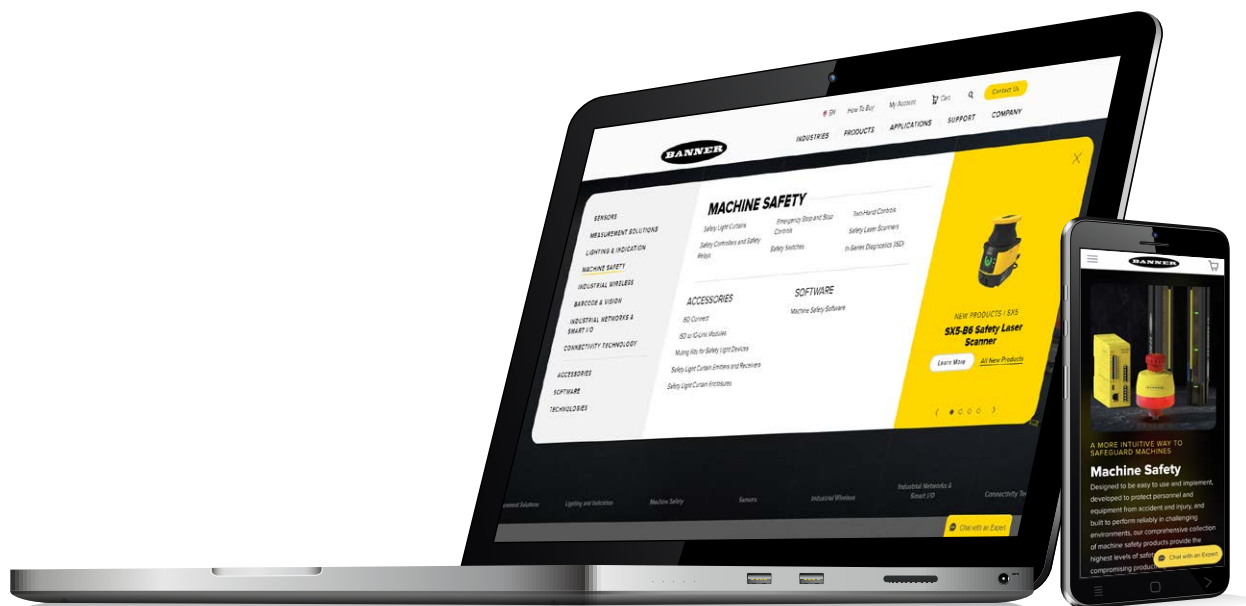 EN How To Buy My Account Cart Contact Us
BANNER
INDUSTRIES PRODUCTS APPLICATIONS SUPPORT COMPANY
SENSORS
MEASUREMENT SOLUTIONS
LIGHTING & INDICATION
MACHINE SAFETY
INDUSTRIAL WIRELESS
BARCODE & VISION
INDUSTRIAL NETWORKS &
SMART I/O
CONNECTIVITY TECHNOLOGY
ACCESSORIES
SOFTWARE
TECHNOLOGIES
MACHINE SAFETY
Safety Light Curtains
Safety Controllers and Safety
Relays
Emergency Stop and Stop
Controls
Safety Switches
Two-Hand Controls
Safety Laser Scanners
In-Series Diagnostics (ISD)
ACCESSORIES
ISD Connect
ISD to IO-Link Modules
Muting Kits for Safety Light Devices
Safety Light Curtain Emitters and Receivers
Safety Light Curtain Enclosures
SOFTWARE
Machine Safety Software
NEW PRODUCTS | SX5
SX5-B6 Safety Laser
Scanner
Learn More All New Products
Solutions Lighting and Indication Machine Safety Sensors Industrial Wireless
Industrial Networks &
Smart I/O
Connectivity Te
Chat with an Expert
BANNER
A MORE INTUITIVE WAY TO
SAFEGUARD MACHINES
Machine Safety
Designed to be easy to use and implement,
developed to protect personnel and
equipment from accident and injury, and
built to perform reliably in challenging
environments, our comprehensive collection
of machine safety products provide the
highest levels of safet
compromising product
Chat with an Expert